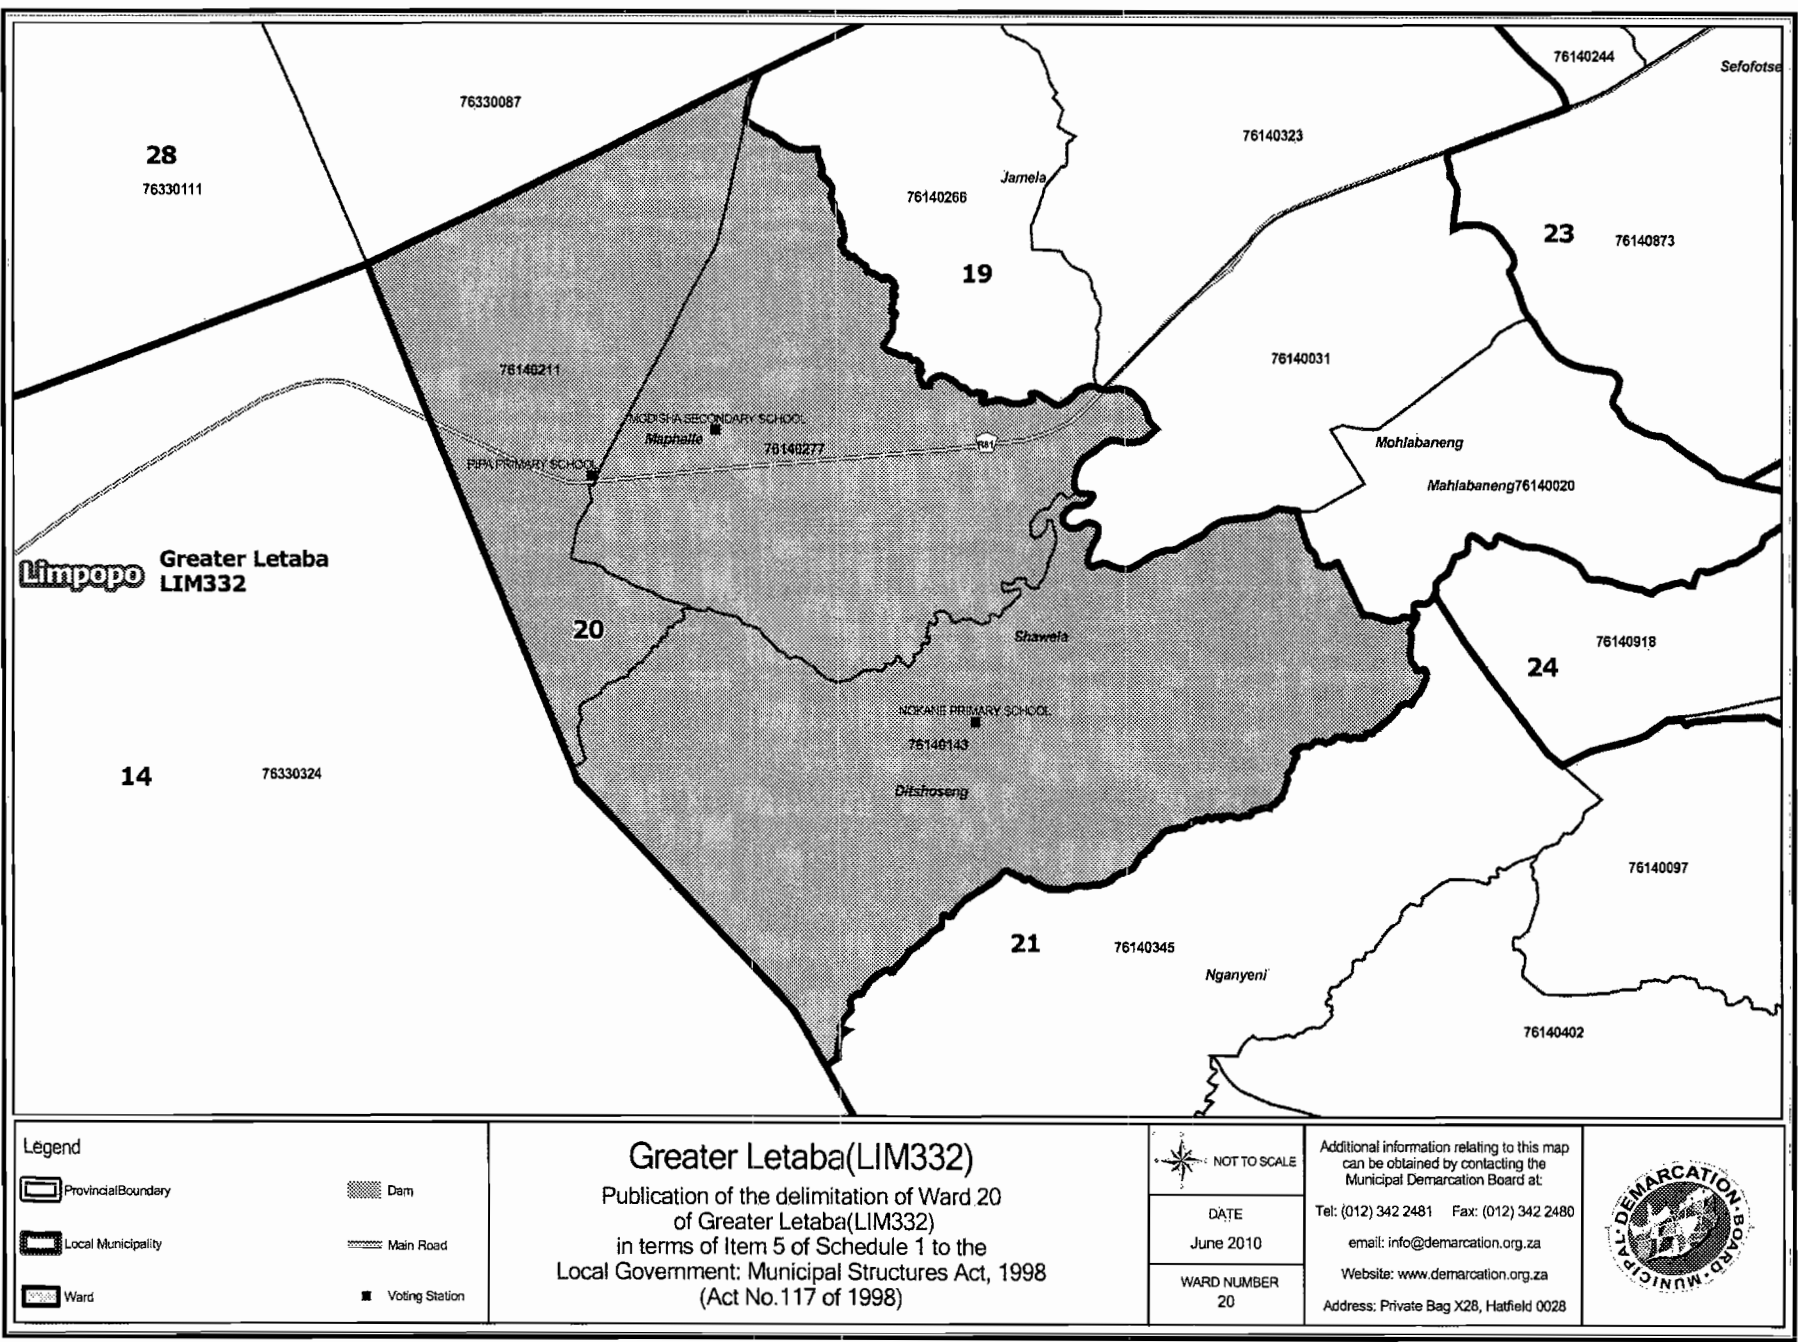 76140244
Sefofotse
76330087
28
76330111
76140323
Jamela
76140266
23
76140873
19
76140211
76140031
MODISHA SECONDARY SCHOOL
Maphalle
76140277
R81
PIPA PRIMARY SCHOOL
Mohlabaneng
Mahlabaneng 76140020
Limpopo
Greater Letaba
LIM332
20
Shawela
76140918
24
NOKANE PRIMARY SCHOOL
76140143
14
76330324
Ditshoseng
76140097
21
76140345
Nganyeni
76140402
Legend
Provincial Boundary
Dam
Local Municipality
Main Road
Ward
Voting Station
Greater Letaba(LIM332)
Publication of the delimitation of Ward 20
of Greater Letaba(LIM332)
in terms of Item 5 of Schedule 1 to the
Local Government: Municipal Structures Act, 1998
(Act No.117 of 1998)
NOT TO SCALE
DATE
June 2010
WARD NUMBER
20
Additional information relating to this map
can be obtained by contacting the
Municipal Demarcation Board at:
Tel: (012) 342 2481 Fax: (012) 342 2480
email: info@demarcation.org.za
Website: www.demarcation.org.za
Address: Private Bag X28, Hatfield 0028
MUNICIPAL · DEMARCATION · BOARD